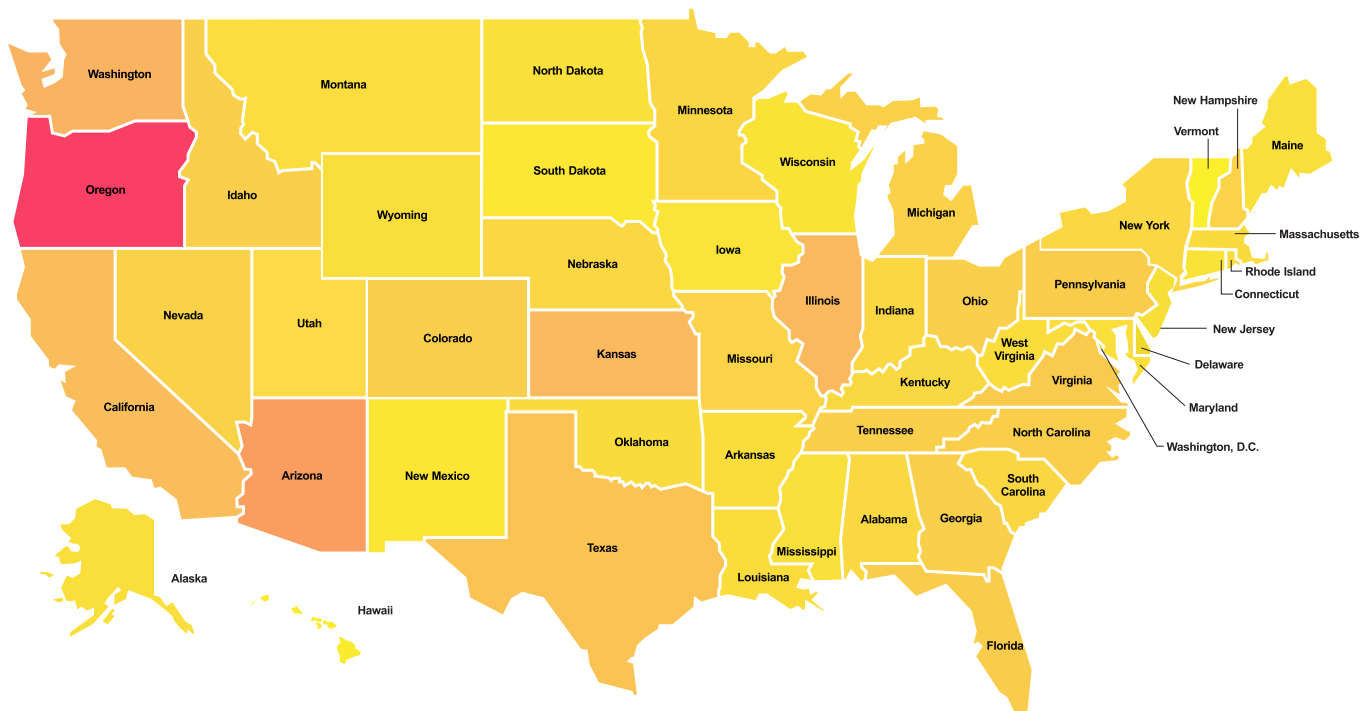 Washington
Montana
North Dakota
Minnesota
New Hampshire
Vermont
Maine
Wisconsin
South Dakota
Oregon
Idaho
Wyoming
Michigan
New York
Massachusetts
Iowa
Nebraska
Rhode Island
Pennsylvania
Connecticut
Illinois
Ohio
Indiana
Nevada
Utah
Colorado
New Jersey
West
Virginia
Kansas
Missouri
Delaware
Kentucky
Virginia
California
Maryland
Tennessee
North Carolina
Oklahoma
Washington, D.C.
Arkansas
Arizona
New Mexico
South
Carolina
Alabama
Georgia
Texas
Mississippi
Louisiana
Alaska
Hawaii
Florida